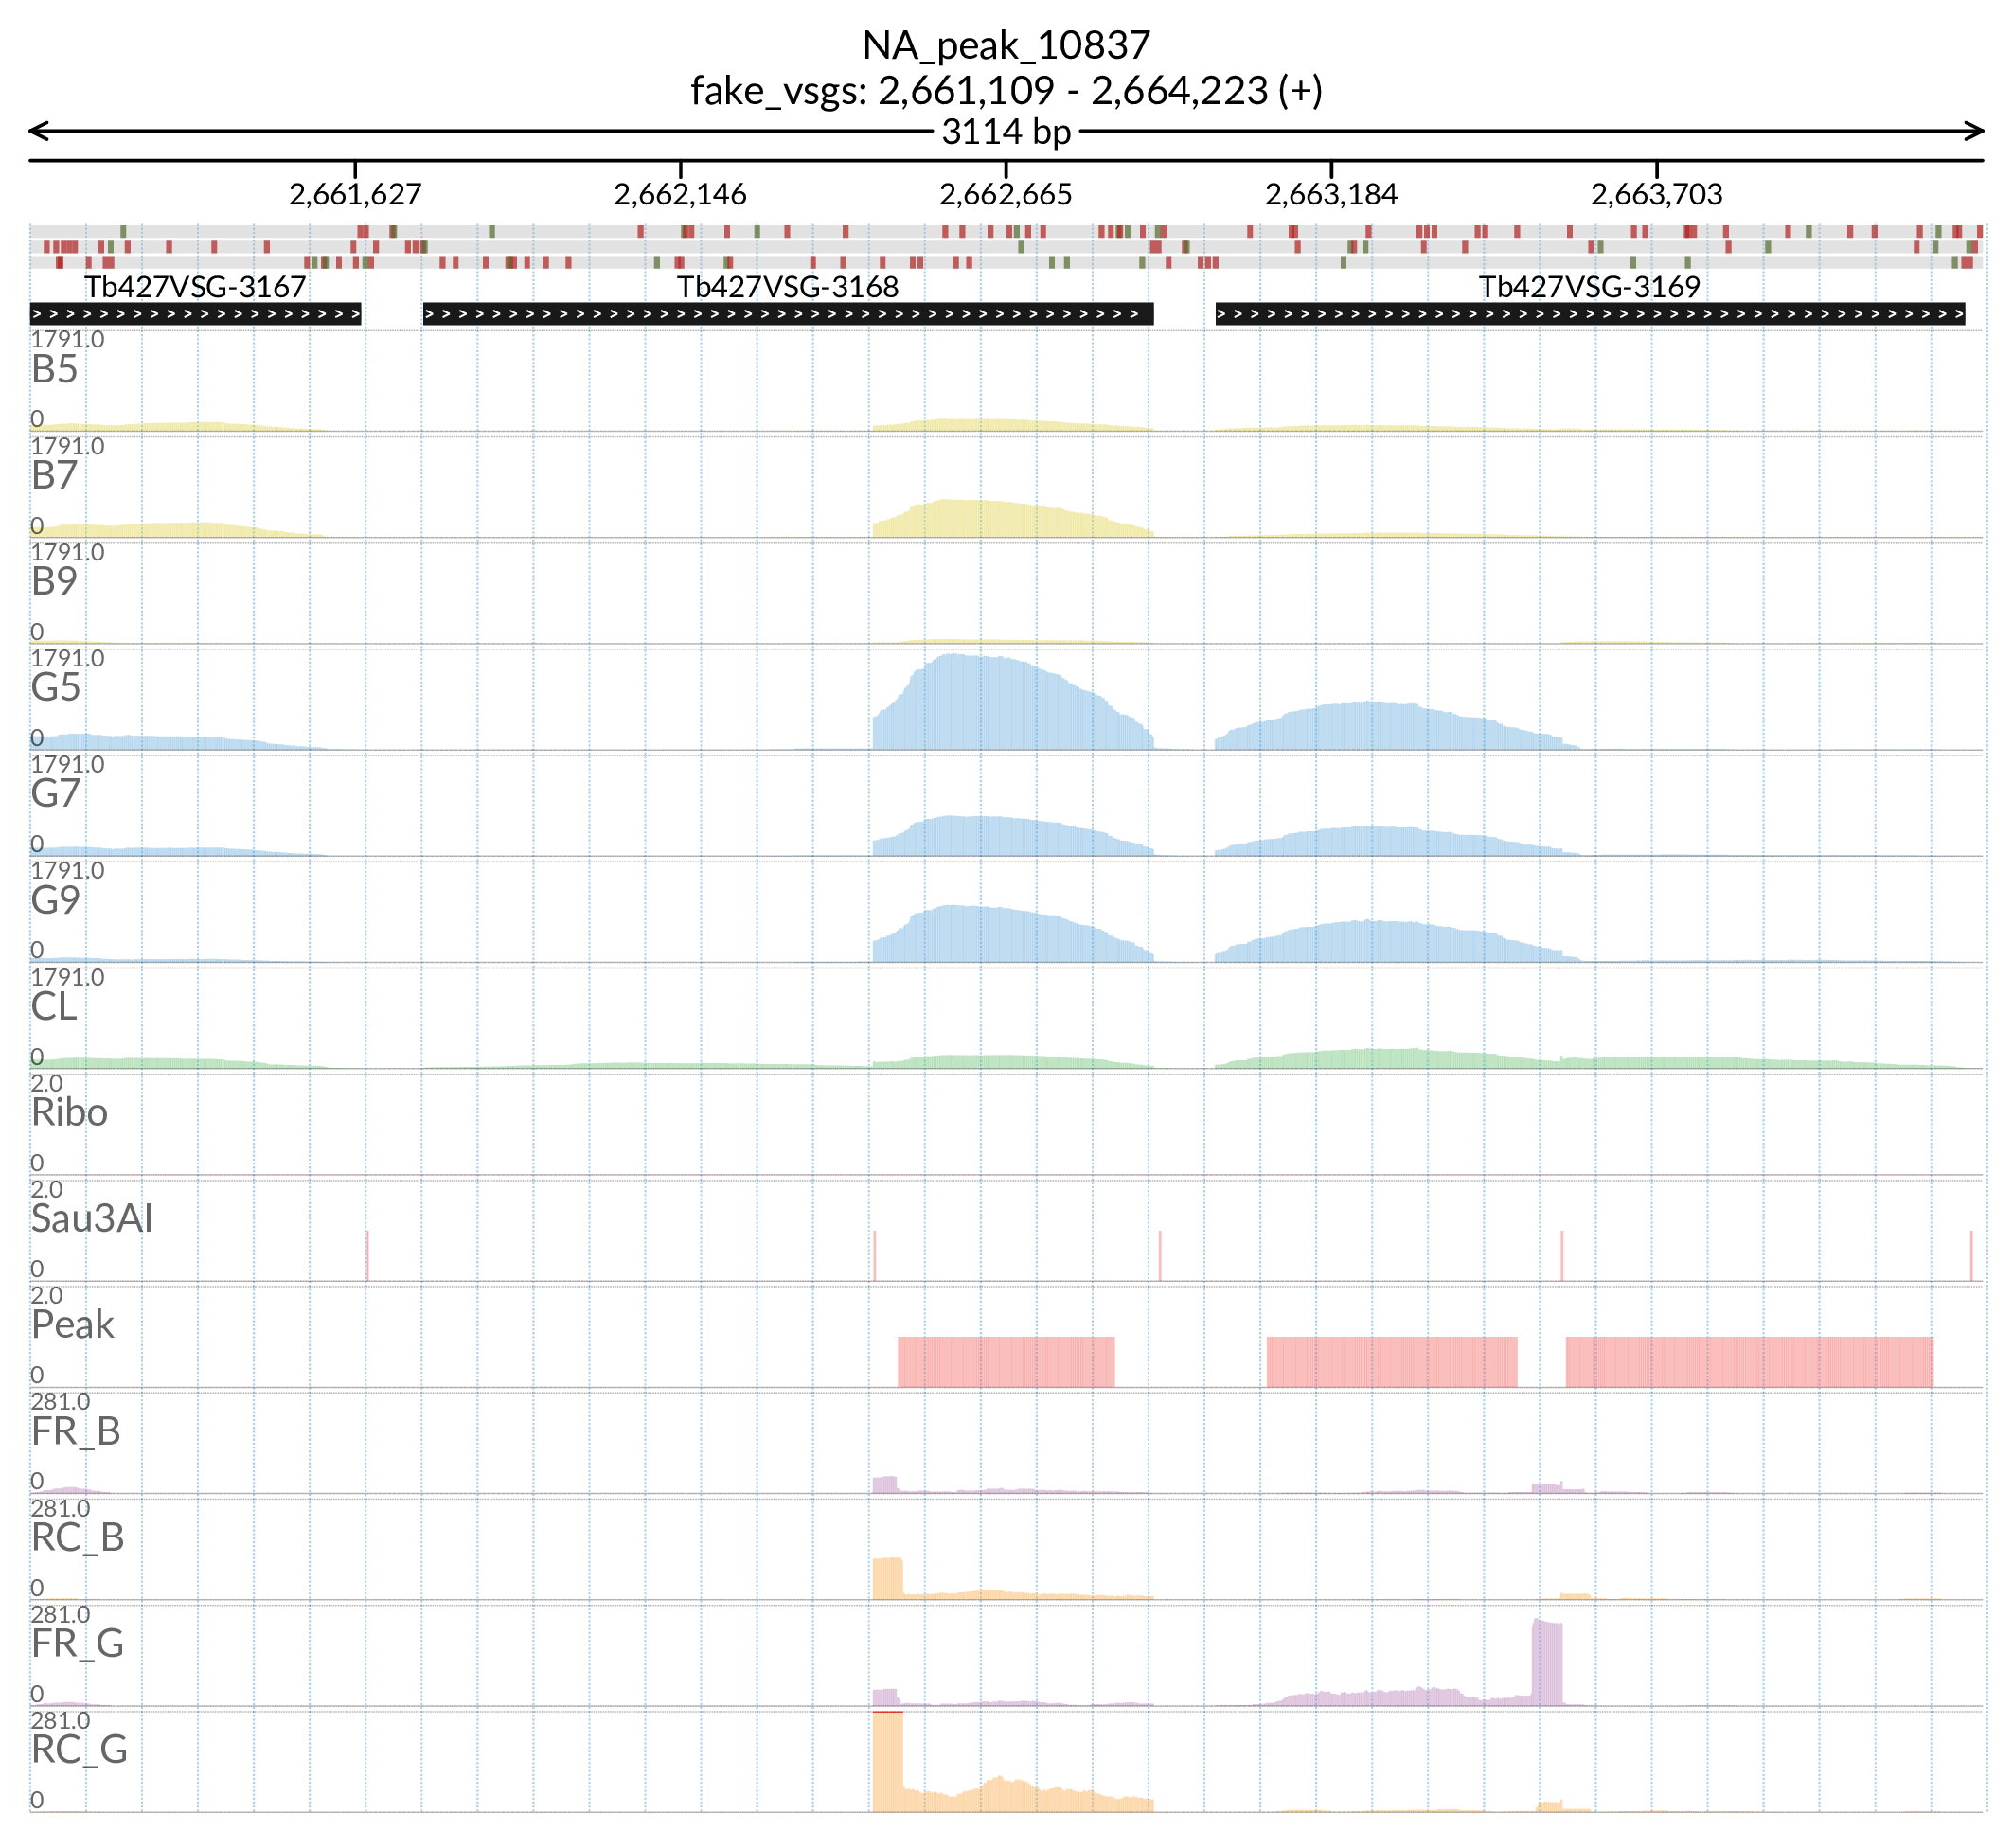 NA_peak_10837
fake_vsgs: 2,661,109 - 2,664,223 (+)
3114 bp
2,661,627 2,662,146 2,662,665 2,663,184 2,663,703
Tb427VSG-3167 Tb427VSG-3168 Tb427VSG-3169
1791.0
B5
0
1791.0
B7
0
1791.0
B9
0
1791.0
G5
0
1791.0
G7
0
1791.0
G9
0
1791.0
CL
0
2.0
Ribo
0
2.0
Sau3AI
0
2.0
Peak
0
281.0
FR_B
0
281.0
RC_B
0
281.0
FR_G
0
281.0
RC_G
0